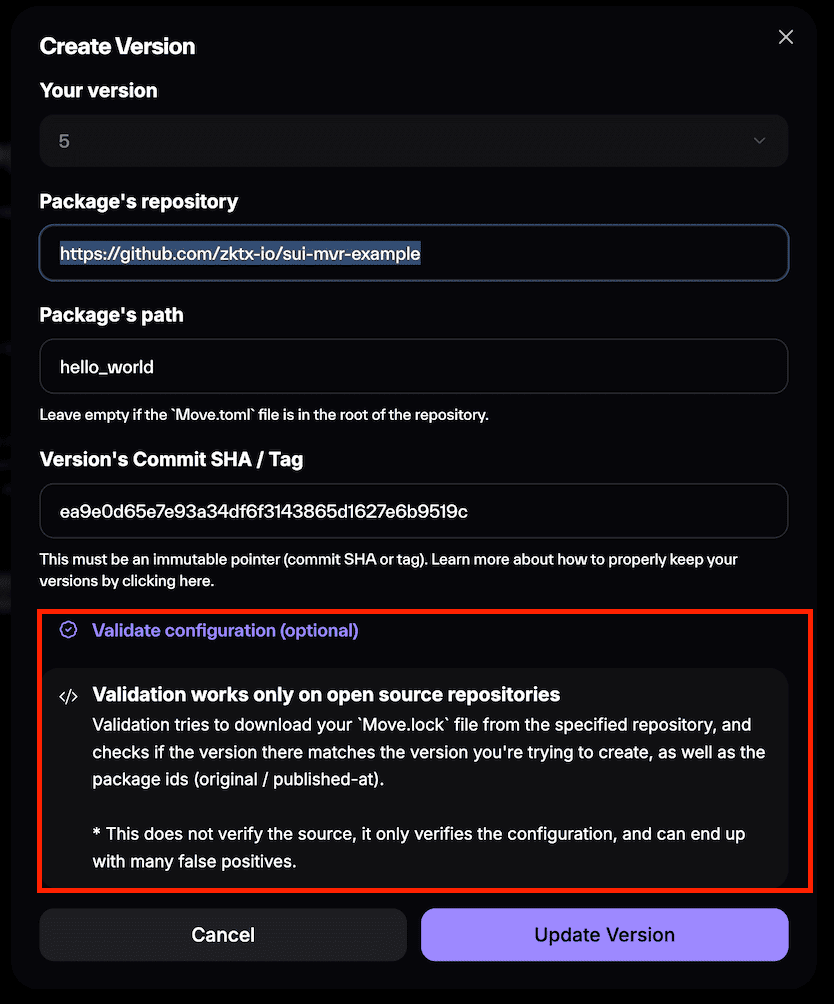 Create Version
Your version
5
Package's repository
https://github.com/zktx-io/sui-mvr-example
Package's path
hello_world
Leave empty if the `Move.toml` file is in the root of the repository.
Version's Commit SHA / Tag
ea9e0d65e7e93a34df6f3143865d1627e6b9519c
This must be an immutable pointer (commit SHA or tag). Learn more about how to properly keep your
versions by clicking here.
Validate configuration (optional)
</> Validation works only on open source repositories
Validation tries to download your `Move.lock` file from the specified repository, and
checks if the version there matches the version you're trying to create, as well as the
package ids (original / published-at).
* This does not verify the source, it only verifies the configuration, and can end up
with many false positives.
Cancel
Update Version